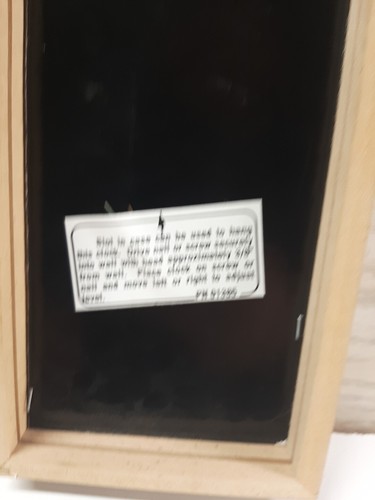 Slot in case can be used to hang
this clock. Drive nail or screw securely
into wall with head approximately
from wall. Place clock on screw or
nail and move left or right to adjust
level.